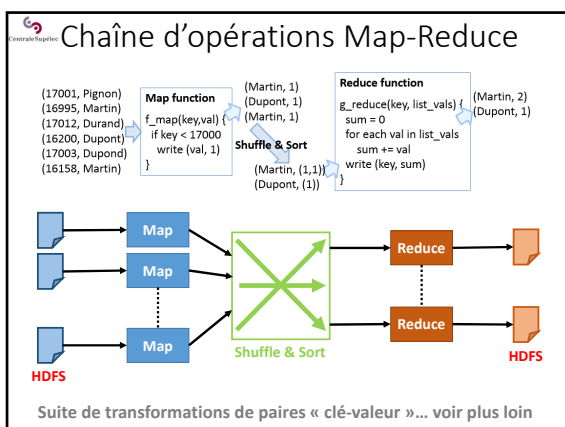 CentraleSupélec
Chaîne d'opérations Map-Reduce
(17001, Pignon)
(16995, Martin)
(17012, Durand)
(16200, Dupont)
(17003, Dupond)
(16158, Martin)
Map function
f_map(key,val) {
if key < 17000
write (val, 1)
}
(Martin, 1)
(Dupont, 1)
(Martin, 1)
Shuffle & Sort
(Martin, (1,1))
(Dupont, (1))
Reduce function
g_reduce(key, list_vals) {
sum = 0
for each val in list_vals
sum += val
write (key, sum)
}
(Martin, 2)
(Dupont, 1)
Map
Map
Map
HDFS
Shuffle & Sort
Reduce
Reduce
HDFS
Suite de transformations de paires « clé-valeur »... voir plus loin